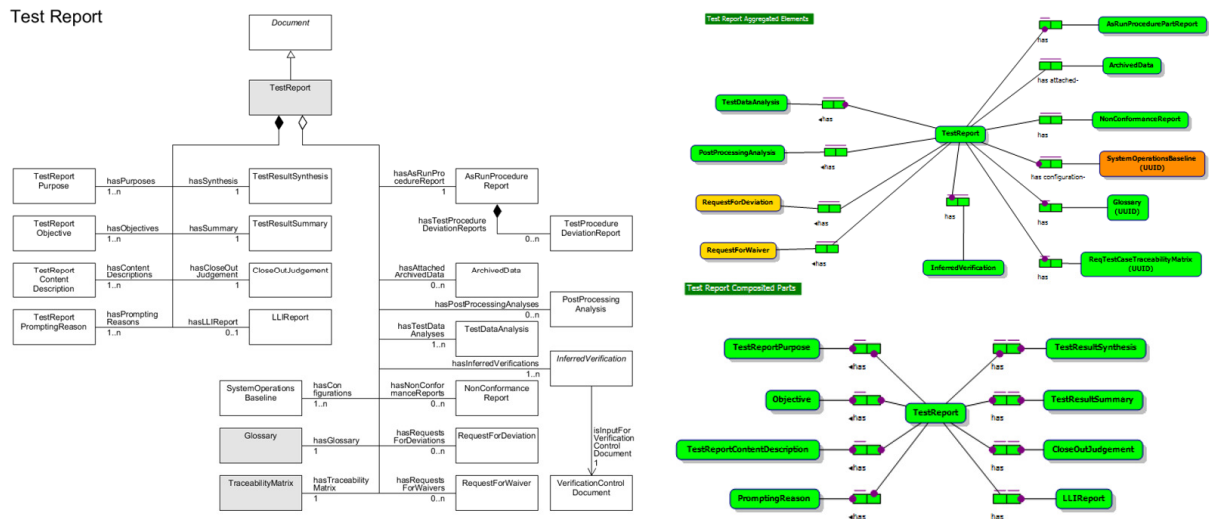 Test Report
Document
TestReport
TestReport
Purpose
hasPurposes
1..n
hasSynthesis
1
TestResultSynthesis
TestReport
Objective
hasObjectives
1..n
hasSummary
1
TestResultSummary
TestReport
Content
Description
hasContent
Descriptions
1..n
hasCloseOut
Judgement
1
CloseOutJudgement
TestReport
PromptingReason
hasPrompting
Reasons
1..n
hasLLIReport
0..1
LLIReport
hasAsRunPro
cedureReport
1
AsRunProcedure
Report
hasTestProcedure
DeviationReports
0..n
TestProcedure
DeviationReport
hasAttached
ArchivedData
0..n
ArchivedData
hasPostProcessingAnalyses
0..n
PostProcessing
Analysis
hasTestData
Analyses
1..n
TestDataAnalysis
hasInferredVerifications
1..n
InferredVerification
SystemOperations
Baseline
hasCon
figurations
1..n
hasNonConfor
manceReports
0..n
NonConformance
Report
Glossary
hasGlossary
1
hasRequests
ForDeviations
0..n
RequestForDeviation
isInputFor
Verification
Control
Document
1
TraceabilityMatrix
hasTraceability
Matrix
1
hasRequests
ForWaivers
0..n
RequestForWaiver
VerificationControl
Document
Test Report Aggregated Elements
AsRunProcedurePartReport
has
ArchivedData
has attached-
TestDataAnalysis
◂has
NonConformanceReport
has
TestReport
PostProcessingAnalysis
◂has
SystemOperationsBaseline
(UUID)
has configuration-
RequestForDeviation
◂has
has
Glossary
(UUID)
has
RequestForWaiver
◂has
InferredVerification
ReqTestCaseTraceabilityMatrix
(UUID)
has
Test Report Composited Parts
TestReportPurpose
◂has
TestResultSynthesis
has
Objective
◂has
TestResultSummary
has
TestReport
TestReportContentDescription
◂has
CloseOutJudgement
has
PromptingReason
◂has
LLIReport
has